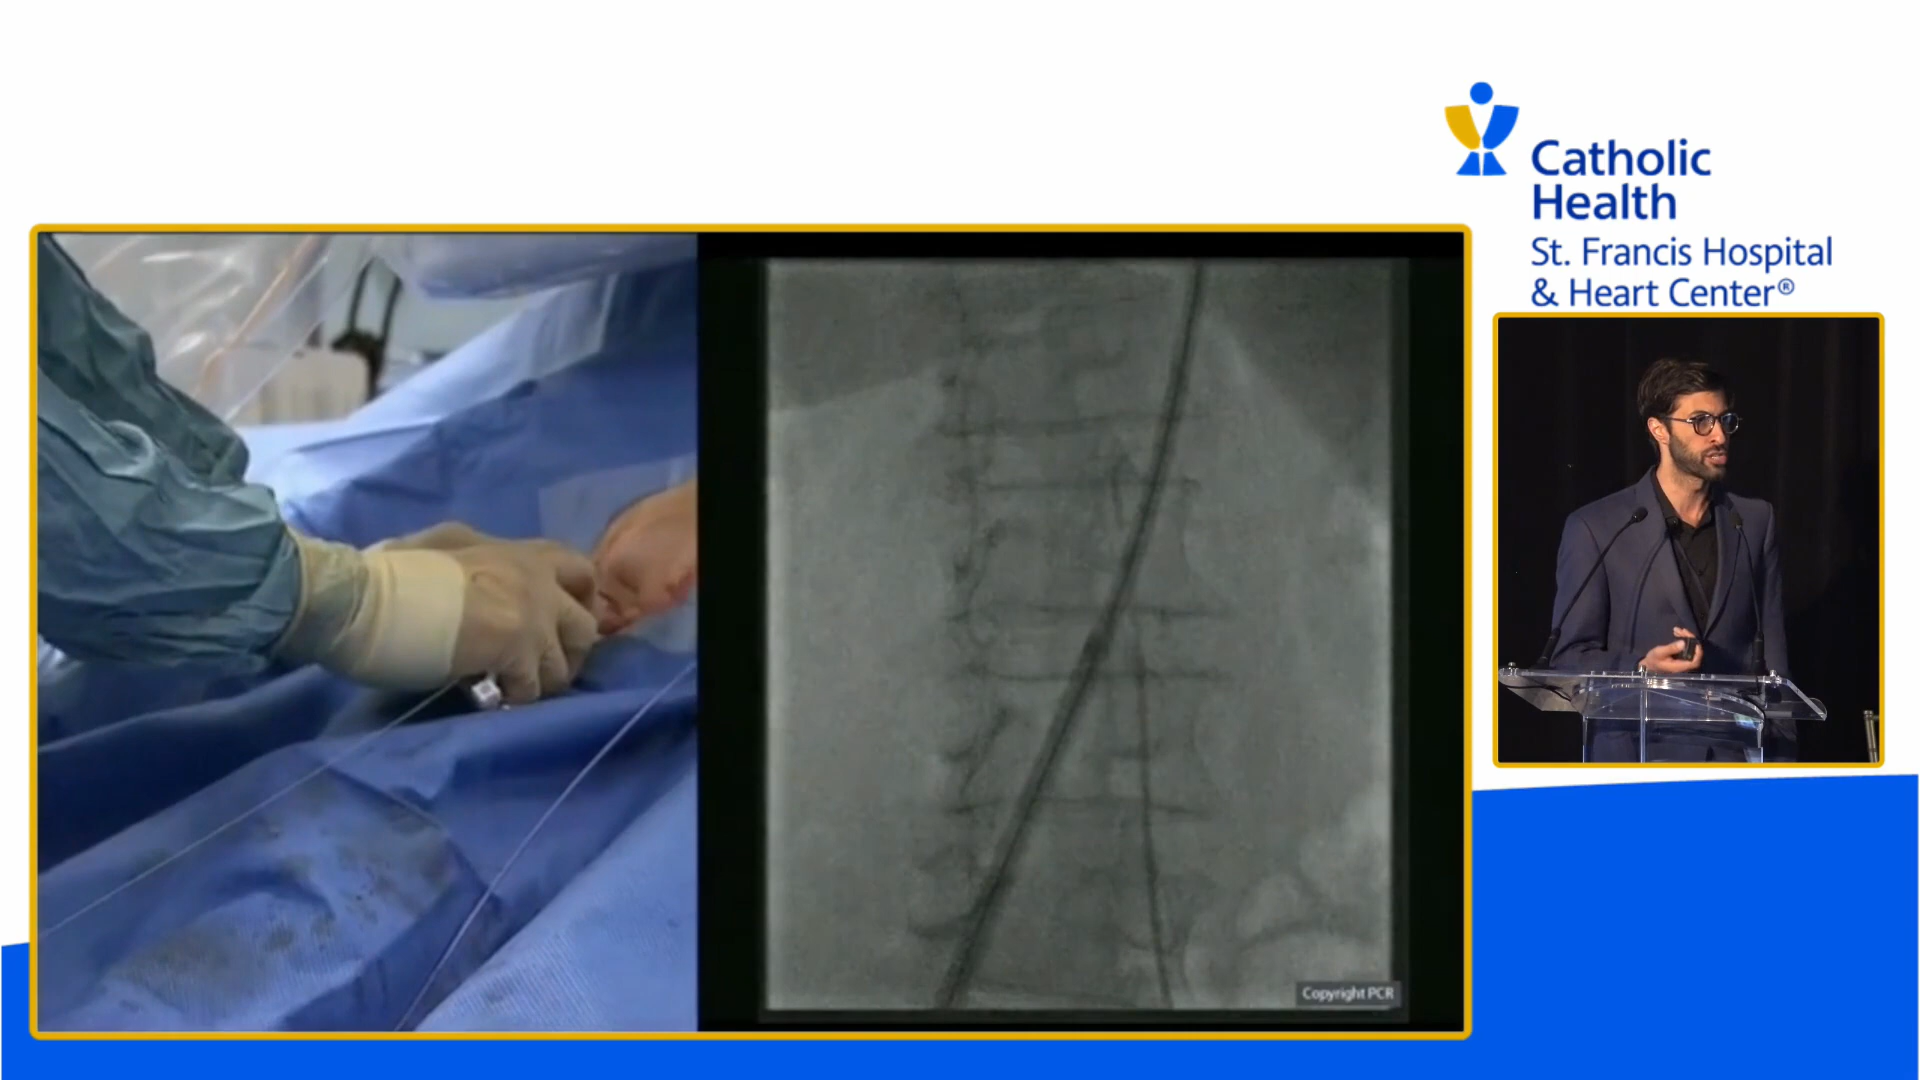 Catholic
Health
St. Francis Hospital
& Heart Center®
Copyright PCR